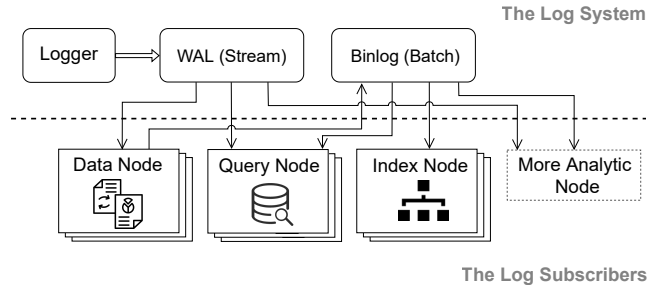 The Log System
Logger
WAL (Stream)
Binlog (Batch)
Data Node
Query Node
Index Node
More Analytic
Node
The Log Subscribers